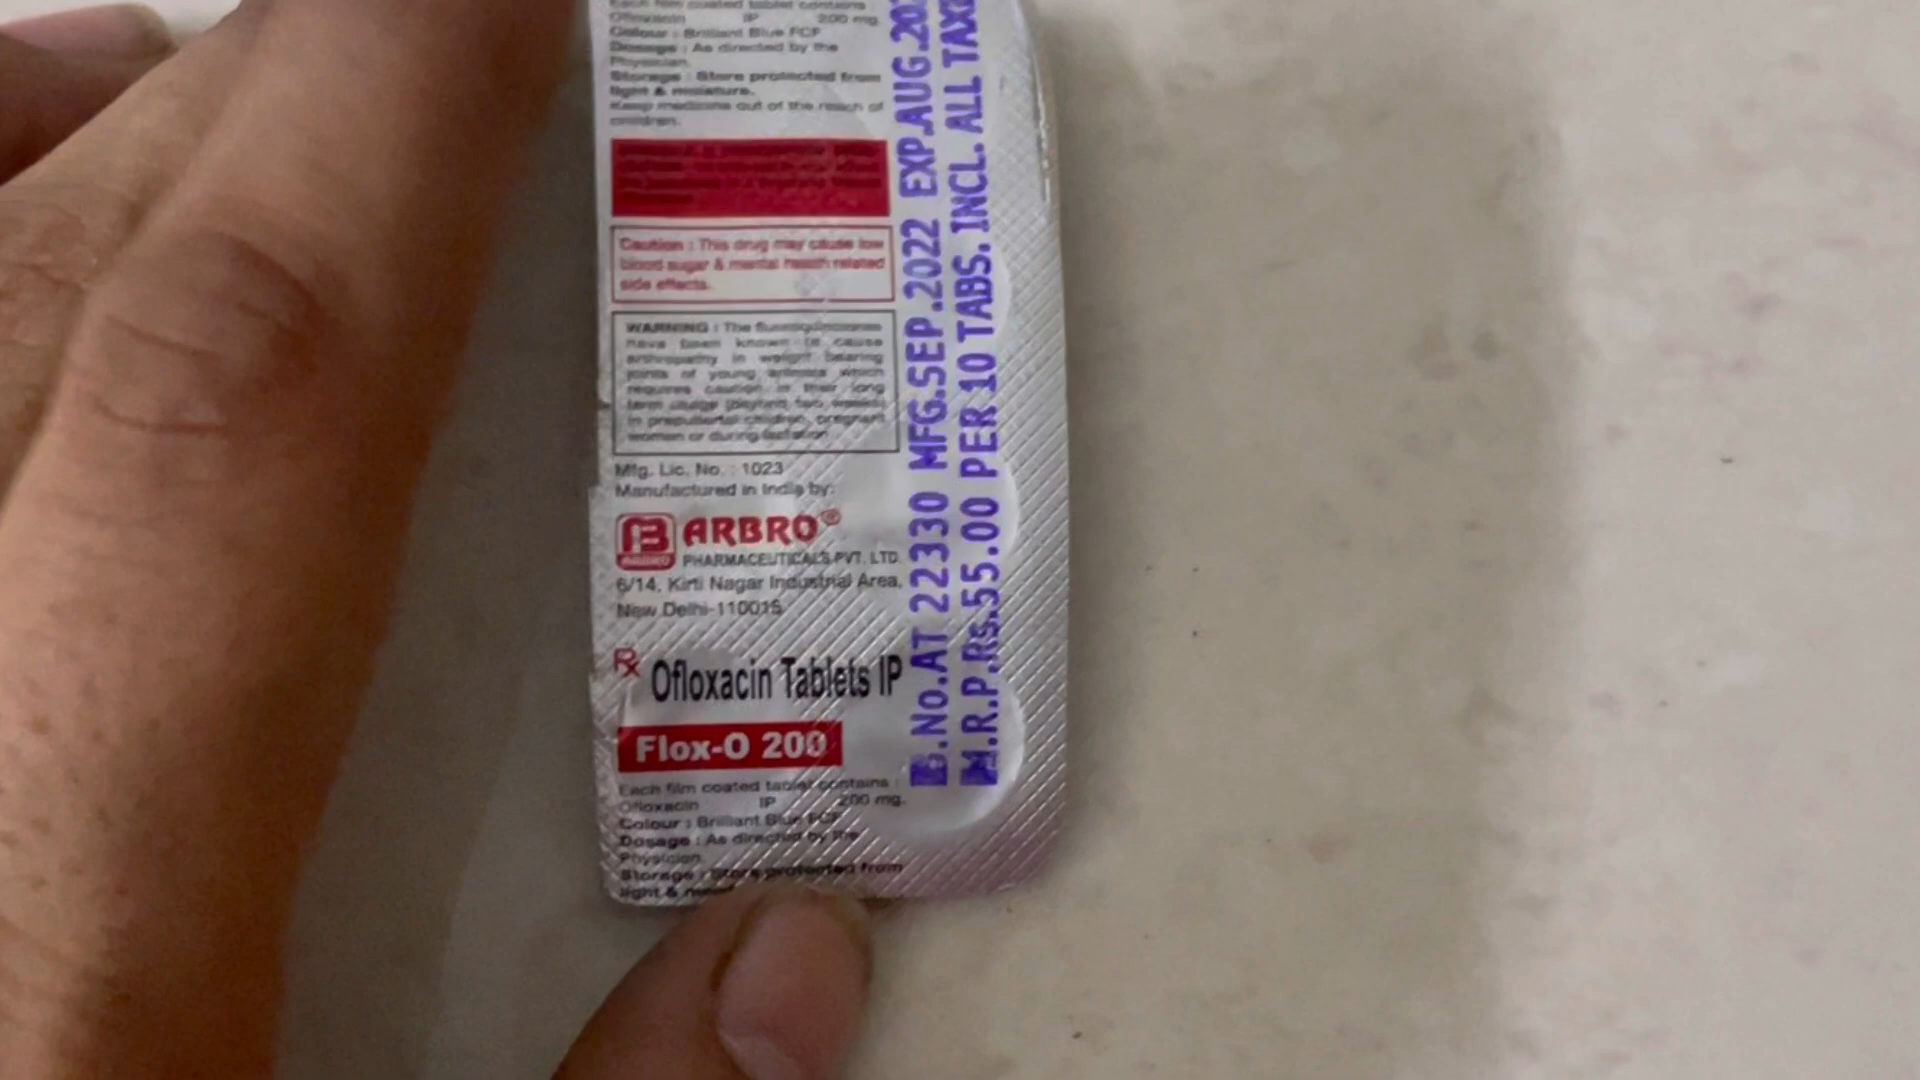 Each film coated tablet contains
Ofloxacin IP 200 mg.
Colour : Brilliant Blue FCF
Dosage : As directed by the
Physician.
Storage : Store protected from
light & moisture.
Keep medicine out of the reach of
children.
Caution : This drug may cause low
blood sugar & mental health related
side effects.
WARNING : The fluoroquinolones
have been known to cause
arthropathy in weight bearing
joints of young animals which
requires caution in their long
term usage (beyond two weeks)
in prepubertal children, pregnant
women or during lactation
Mfg. Lic. No. : 1023
Manufactured in India by:
ARBRO®
ARBRO
PHARMACEUTICALS PVT. LTD.
6/14, Kirti Nagar Industrial Area,
New Delhi-110015
Rx Ofloxacin Tablets IP
Flox-O 200
Each film coated tablet contains :
Ofloxacin IP 200 mg.
Colour : Brilliant Blue FCF
Dosage : As directed by the
Physician.
Storage : Store protected from
light &
B.No.AT 22330 MFG.SEP.2022 EXP.AUG.20
M.R.P.Rs.55.00 PER 10 TABS. INCL. ALL TAXE